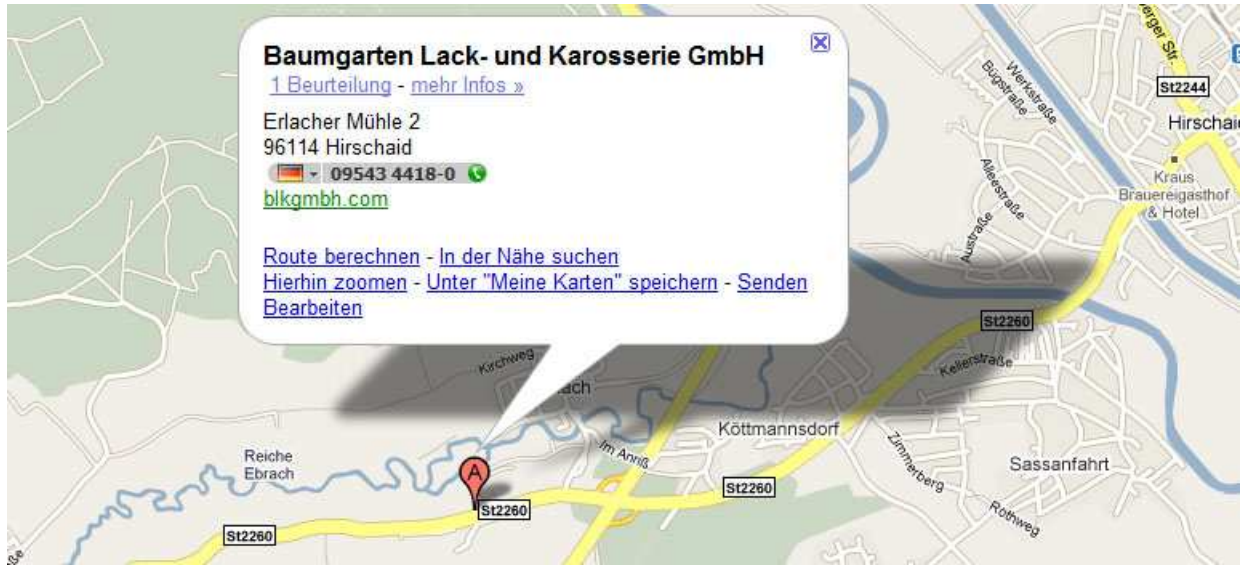 Baumgarten Lack- und Karosserie GmbH
1 Beurteilung - mehr Infos »
Erlacher Mühle 2
96114 Hirschaid
09543 4418-0
blkgmbh.com
Route berechnen - In der Nähe suchen
Hierhin zoomen - Unter "Meine Karten" speichern - Senden
Bearbeiten
Werkstraße
Bügstraße
St2244
Hirschaid
Alleestraße
Kraus
Brauereigasthof
& Hotel
Austraße
St2260
Kirchweg
Kellerstraße
Köttmannsdorf
Im Anriß
Reiche
Ebrach
Zimmerberg
Sassanfahrt
A
St2260
St2260
Rothweg
St2260